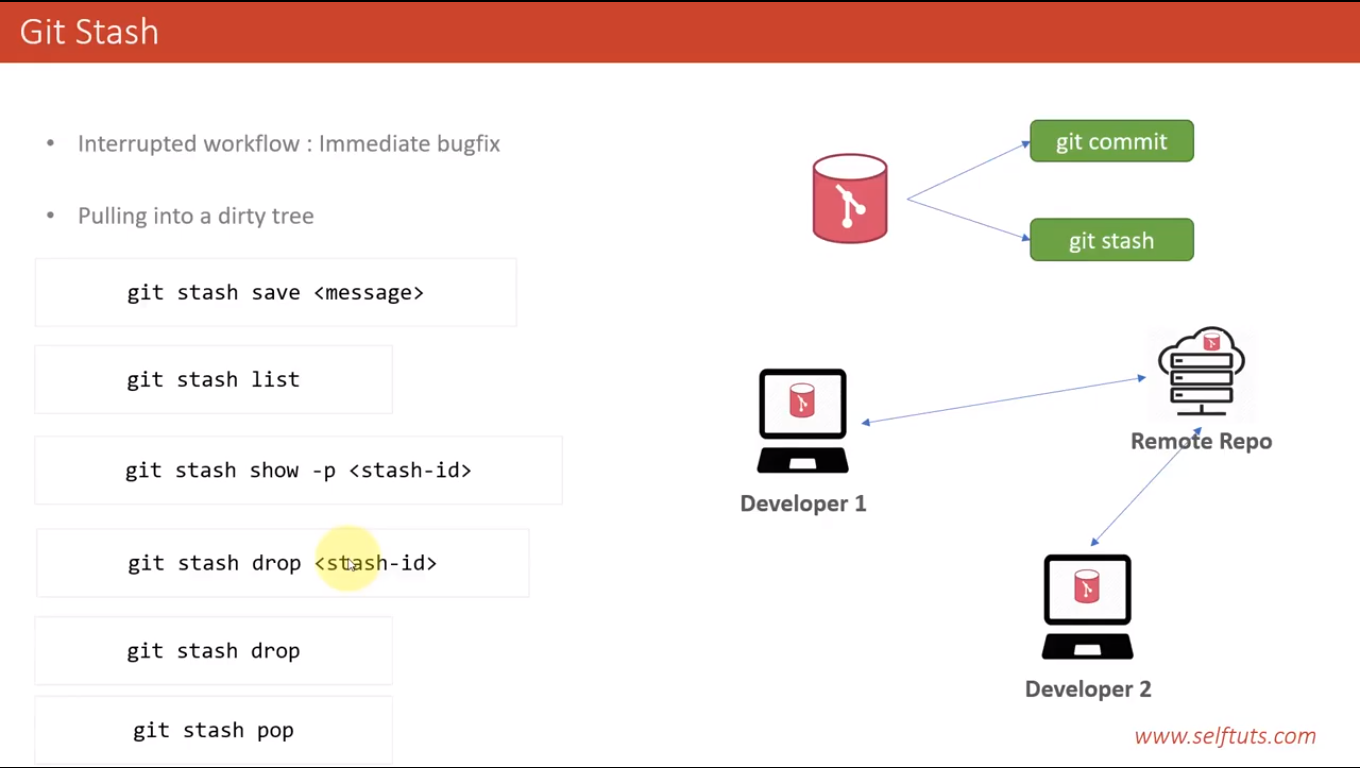 Git Stash
• Interrupted workflow : Immediate bugfix
• Pulling into a dirty tree
git stash save <message>
git stash list
git stash show -p <stash-id>
git stash drop <stash-id>
git stash drop
git stash pop
git commit
git stash
Remote Repo
Developer 1
Developer 2
www.selftuts.com